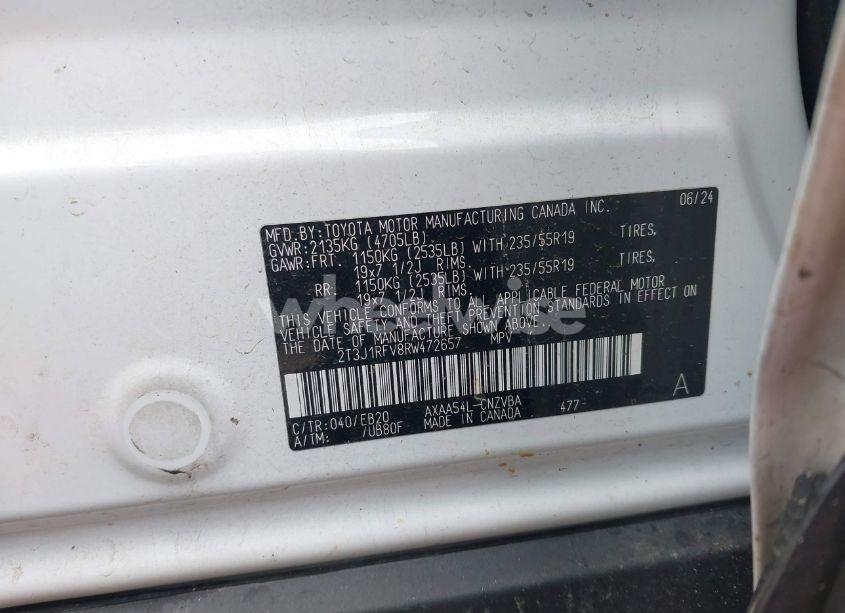 MFD.BY:TOYOTA MOTOR MANUFACTURING CANADA INC. 06/24
GVWR:2135KG (4705LB)
GAWR:FRT. 1150KG (2535LB) WITH 235/55R19 TIRES,
19x7 1/2J RIMS.
RR: 1150KG (2535LB) WITH 235/55R19 TIRES,
19x7 1/2J RIMS.
THIS VEHICLE CONFORMS TO ALL APPLICABLE FEDERAL MOTOR
VEHICLE SAFETY AND THEFT PREVENTION STANDARDS IN EFFECT ON
THE DATE OF MANUFACTURE SHOWN ABOVE.
2T3J1RFV8RW472657 MPV
C/TR:040/EB20 AXAA54L-CNZVBA 477- A
A/TM: /UB80F MADE IN CANADA
wheelwise